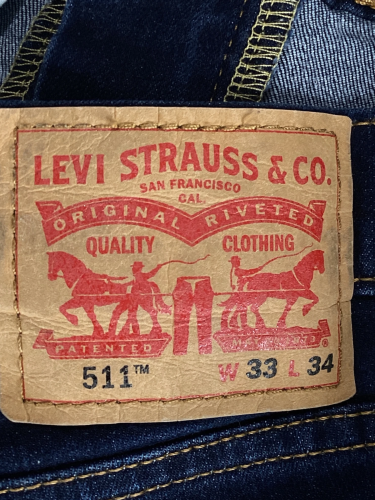 LEVI STRAUSS & CO.
SAN FRANCISCO
CAL
ORIGINAL RIVETED
QUALITY CLOTHING
PATENTED
®
511™ W 33 L 34